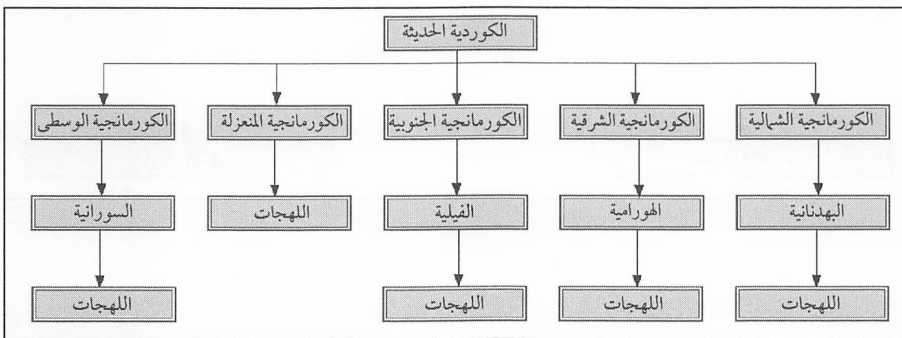 الكوردية الحديثة
الكورمانجية الشمالية
الكورمانجية الشرقية
الكورمانجية الجنوبية
الكورمانجية المنعزلة
الكورمانجية الوسطى
البهدنانية
الهورامية
الفيلية
اللهجات
السورانية
اللهجات
اللهجات
اللهجات
اللهجات